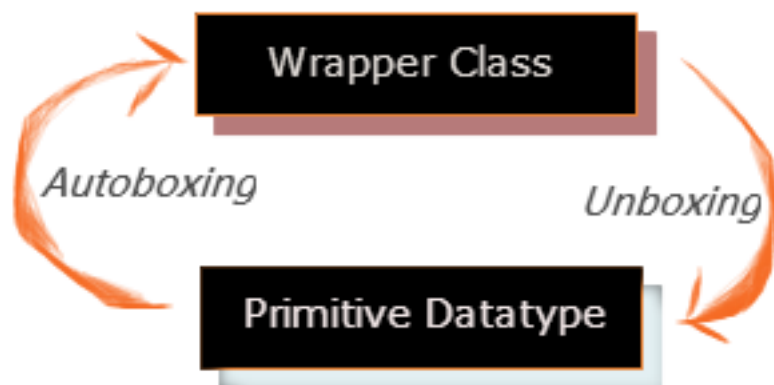 Wrapper Class
Autoboxing
Unboxing
Primitive Datatype